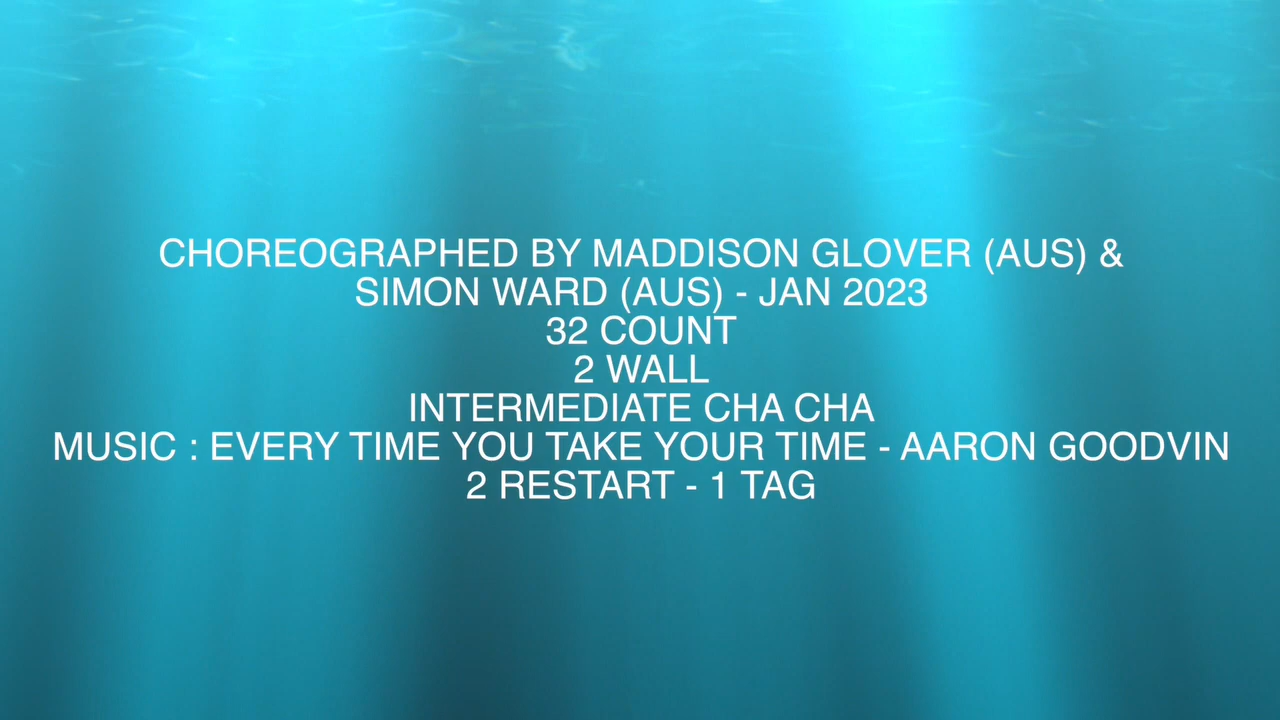 CHOREOGRAPHED BY MADDISON GLOVER (AUS) &
SIMON WARD (AUS) - JAN 2023
32 COUNT
2 WALL
INTERMEDIATE CHA CHA
MUSIC : EVERY TIME YOU TAKE YOUR TIME - AARON GOODVIN
2 RESTART - 1 TAG